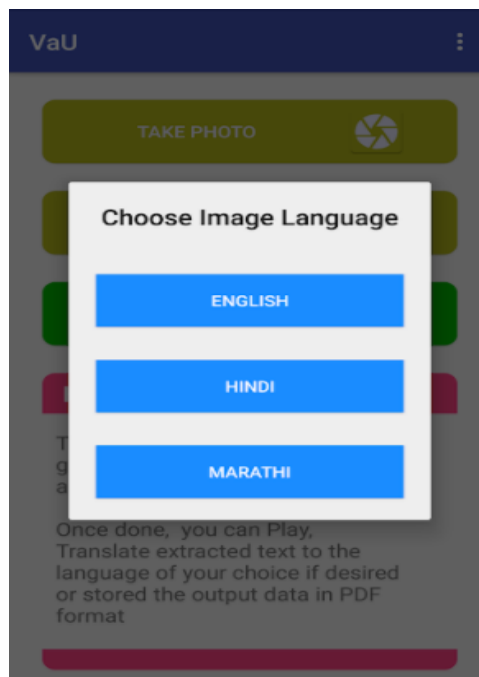 VaU
TAKE PHOTO
Choose Image Language
ENGLISH
HINDI
MARATHI
Once done, you can Play,
Translate extracted text to the
language of your choice if desired
or stored the output data in PDF
format